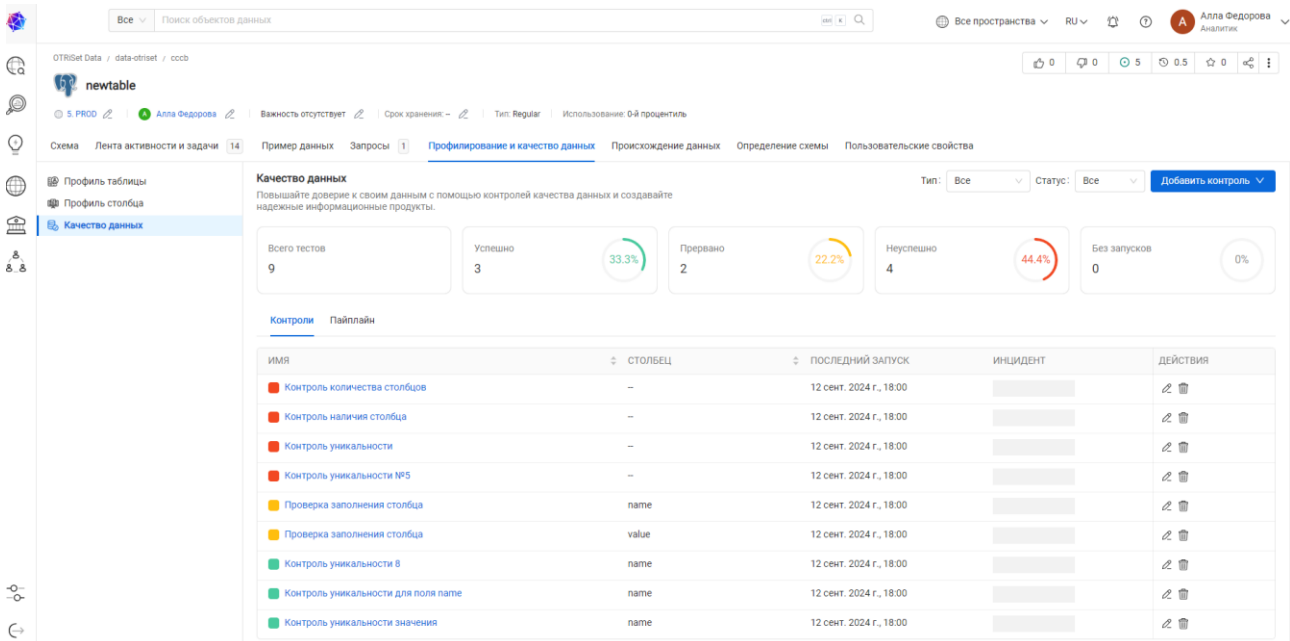 Все Поиск объектов данных ctrl K Все пространства RU A Алла Федорова
Аналитик
OTRISet Data / data-otriset / cccb
newtable
0 0 5 0.5 0
5. PROD A Алла Федорова Важность отсутствует Срок хранения: -- Тип: Regular Использование: 0-й процентиль
Схема Лента активности и задачи 14 Пример данных Запросы 1 Профилирование и качество данных Происхождение данных Определение схемы Пользовательские свойства
Профиль таблицы
Профиль столбца
Качество данных
Качество данных
Повышайте доверие к своим данным с помощью контролей качества данных и создавайте
надежные информационные продукты.
Тип: Все Статус: Все Добавить контроль
Всего тестов
9
Успешно
3
33.3%
Прервано
2
22.2%
Неуспешно
4
44.4%
Без запусков
0
0%
Контроли Пайплайн
ИМЯ СТОЛБЕЦ ПОСЛЕДНИЙ ЗАПУСК ИНЦИДЕНТ ДЕЙСТВИЯ
Контроль количества столбцов -- 12 сент. 2024 г., 18:00
Контроль наличия столбца -- 12 сент. 2024 г., 18:00
Контроль уникальности -- 12 сент. 2024 г., 18:00
Контроль уникальности №5 -- 12 сент. 2024 г., 18:00
Проверка заполнения столбца name 12 сент. 2024 г., 18:00
Проверка заполнения столбца value 12 сент. 2024 г., 18:00
Контроль уникальности 8 name 12 сент. 2024 г., 18:00
Контроль уникальности для поля name name 12 сент. 2024 г., 18:00
Контроль уникальности значения name 12 сент. 2024 г., 18:00